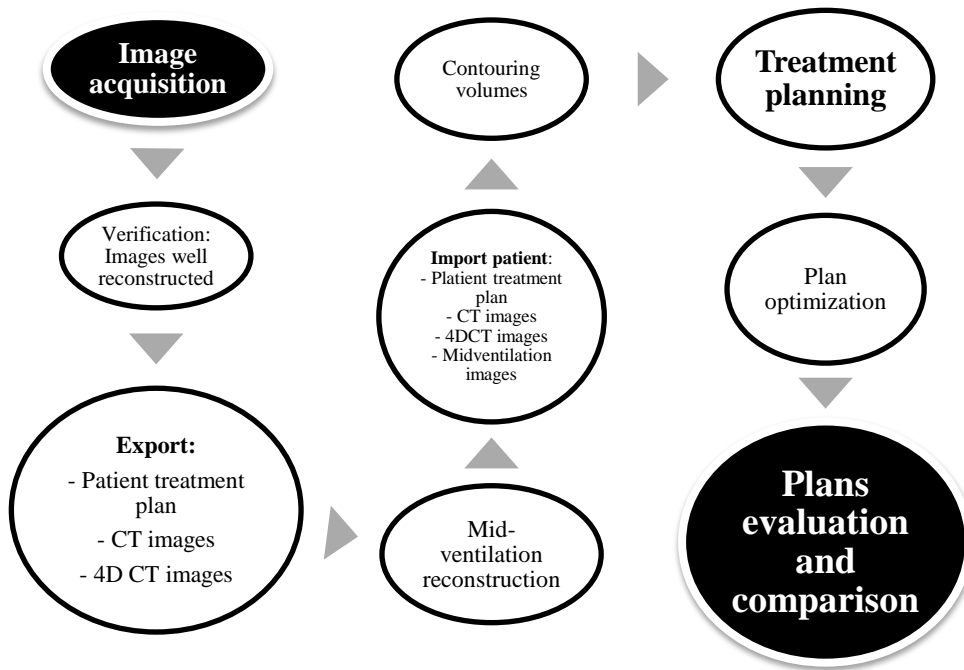 Image
acquisition
Verification:
Images well
reconstructed
Export:
- Patient treatment
plan
- CT images
- 4D CT images
Mid-
ventilation
reconstruction
Import patient:
- Platient treatment
plan
- CT images
- 4DCT images
- Midventilation
images
Contouring
volumes
Treatment
planning
Plan
optimization
Plans
evaluation
and
comparison